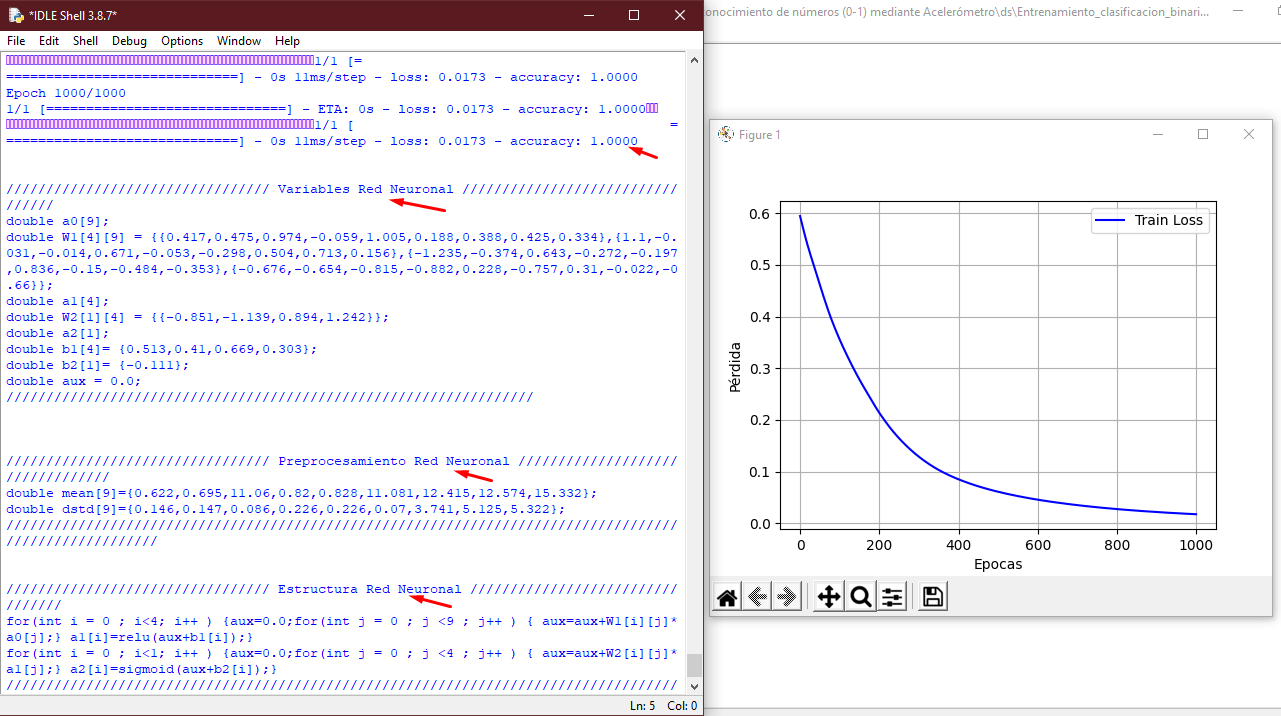 *IDLE Shell 3.8.7*
File Edit Shell Debug Options Window Help
1/1 [=
=============================] - 0s 11ms/step - loss: 0.0173 - accuracy: 1.0000
Epoch 1000/1000
1/1 [==============================] - ETA: 0s - loss: 0.0173 - accuracy: 1.0000
1/1 [ =
=============================] - 0s 11ms/step - loss: 0.0173 - accuracy: 1.0000
///////////////////////////////// Variables Red Neuronal ///////////////////////////
//////
double a0[9];
double W1[4][9] = {{0.417,0.475,0.974,-0.059,1.005,0.188,0.388,0.425,0.334},{1.1,-0.
031,-0.014,0.671,-0.053,-0.298,0.504,0.713,0.156},{-1.235,-0.374,0.643,-0.272,-0.197
,0.836,-0.15,-0.484,-0.353},{-0.676,-0.654,-0.815,-0.882,0.228,-0.757,0.31,-0.022,-0
.66}};
double a1[4];
double W2[1][4] = {{-0.851,-1.139,0.894,1.242}};
double a2[1];
double b1[4]= {0.513,0.41,0.669,0.303};
double b2[1]= {-0.111};
double aux = 0.0;
//////////////////////////////////////////////////////////////////
///////////////////////////////// Preprocesamiento Red Neuronal ////////////////////
/////////////
double mean[9]={0.622,0.695,11.06,0.82,0.828,11.081,12.415,12.574,15.332};
double dstd[9]={0.146,0.147,0.086,0.226,0.226,0.07,3.741,5.125,5.322};
////////////////////////////////////////////////////////////////////////////////////
///////////////////
///////////////////////////////// Estructura Red Neuronal //////////////////////////
///////
for(int i = 0 ; i<4; i++ ) {aux=0.0;for(int j = 0 ; j <9 ; j++ ) { aux=aux+W1[i][j]*
a0[j];} a1[i]=relu(aux+b1[i]);}
for(int i = 0 ; i<1; i++ ) {aux=0.0;for(int j = 0 ; j <4 ; j++ ) { aux=aux+W2[i][j]*
a1[j];} a2[i]=sigmoid(aux+b2[i]);}
////////////////////////////////////////////////////////////////////////////////////
Ln: 5 Col: 0
onocimiento de números (0-1) mediante Acelerómetro\ds\Entrenamiento_clasificacion_binari...
Figure 1
Train Loss
0.6
0.5
0.4
0.3
0.2
0.1
0.0
Pérdida
0 200 400 600 800 1000
Epocas